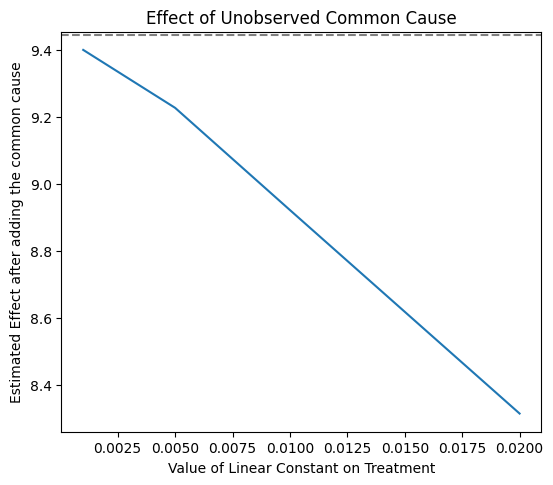 Effect of Unobserved Common Cause
Estimated Effect after adding the common cause
9.4
9.2
9.0
8.8
8.6
8.4
0.0025 0.0050 0.0075 0.0100 0.0125 0.0150 0.0175 0.0200
Value of Linear Constant on Treatment